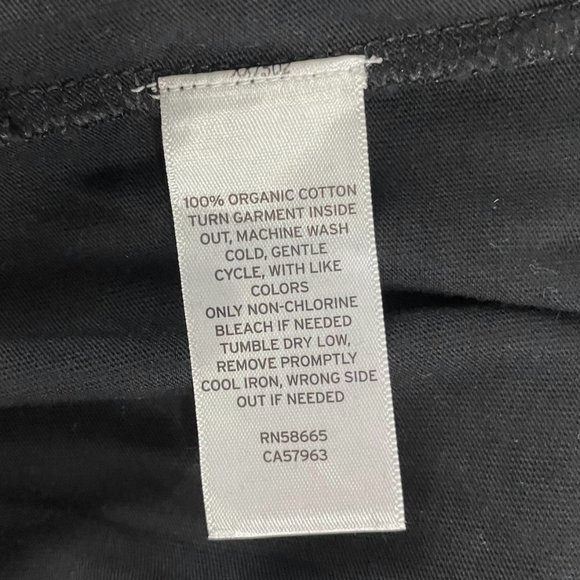 100% ORGANIC COTTON
TURN GARMENT INSIDE
OUT, MACHINE WASH
COLD, GENTLE
CYCLE, WITH LIKE
COLORS
ONLY NON-CHLORINE
BLEACH IF NEEDED
TUMBLE DRY LOW,
REMOVE PROMPTLY
COOL IRON, WRONG SIDE
OUT IF NEEDED
RN58665
CA57963